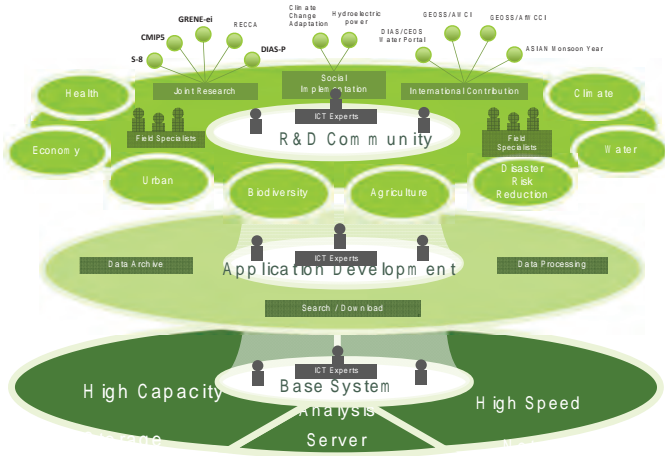 Climate
Change
Adaptation
Hydroelectric
power
GRENE-ei
RECCA
CMIP5
S-8
DIAS-P
GEOSS/AWCI
GEOSS/AfWCCI
DIAS/CEOS
Water Portal
ASIAN Monsoon Year
Joint Research
Social
Implementation
International Contribution
Health
Climate
Field Specialists
ICT Experts
R&D Community
Field
Specialists
Economy
Water
Urban
Biodiversity
Agriculture
Disaster
Risk
Reduction
Data Archive
ICT Experts
Application Development
Data Processing
Search / Download
ICT Experts
Base System
High Capacity
Analysis
Server
High Speed